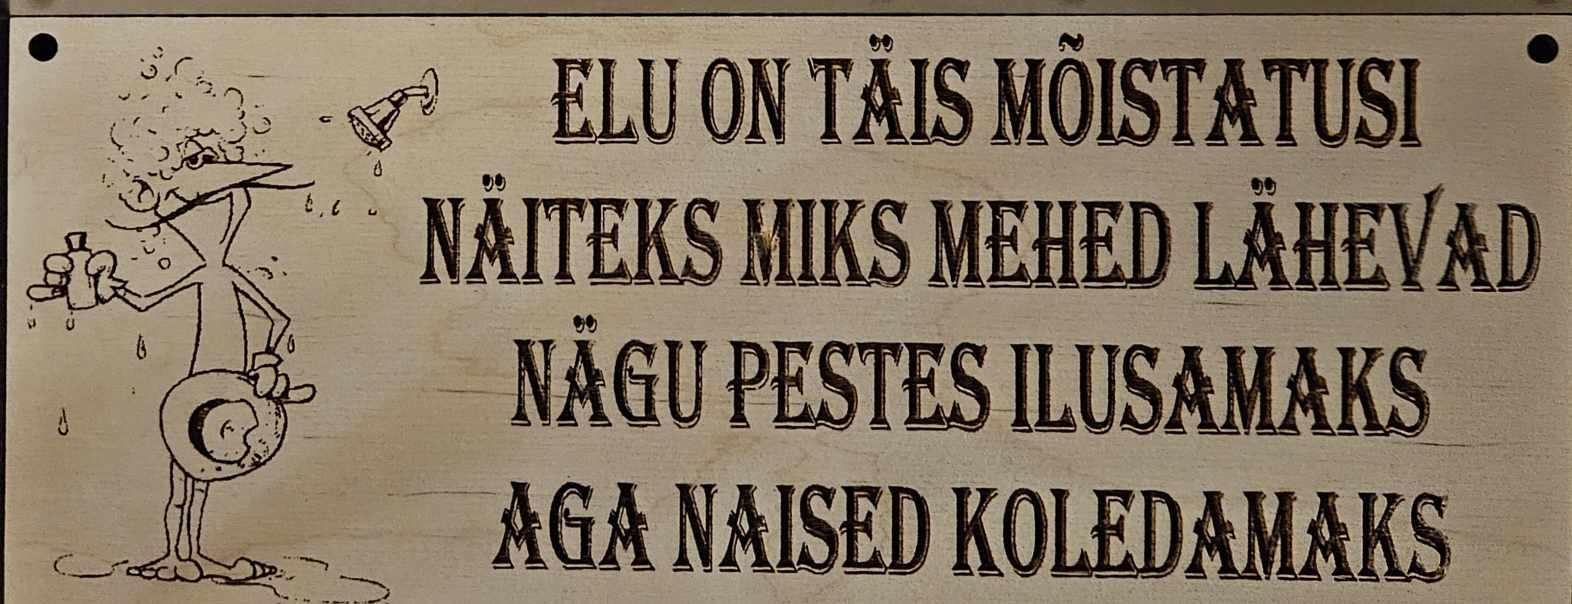 ELU ON TÄIS MÕISTATUSI
NÄITEKS MIKS MEHED LÄHEVAD
NÄGU PESTES ILUSAMAKS
AGA NAISED KOLEDAMAKS